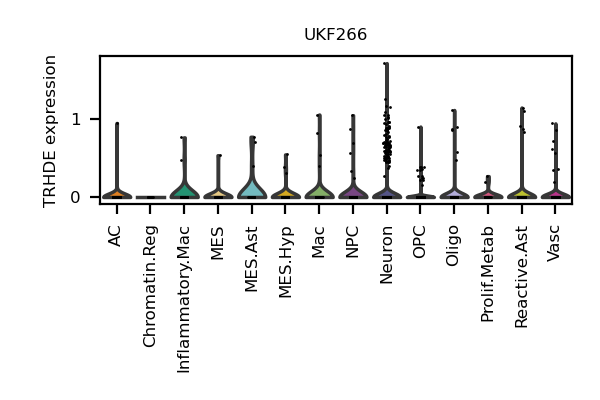 UKF266
TRHDE expression
1
0
AC
Chromatin.Reg
Inflammatory.Mac
MES
MES.Ast
MES.Hyp
Mac
NPC
Neuron
OPC
Oligo
Prolif.Metab
Reactive.Ast
Vasc